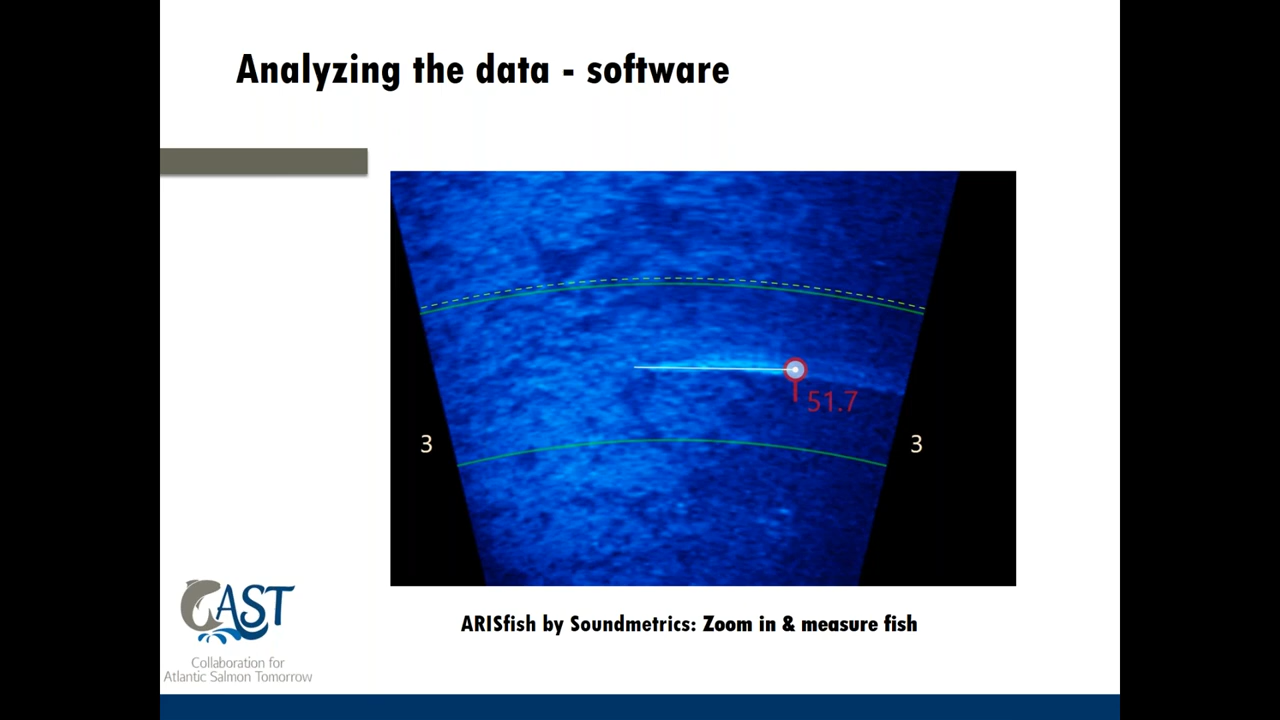 Analyzing the data - software
51.7
3
3
CAST
Collaboration for
Atlantic Salmon Tomorrow
ARISfish by Soundmetrics: Zoom in & measure fish